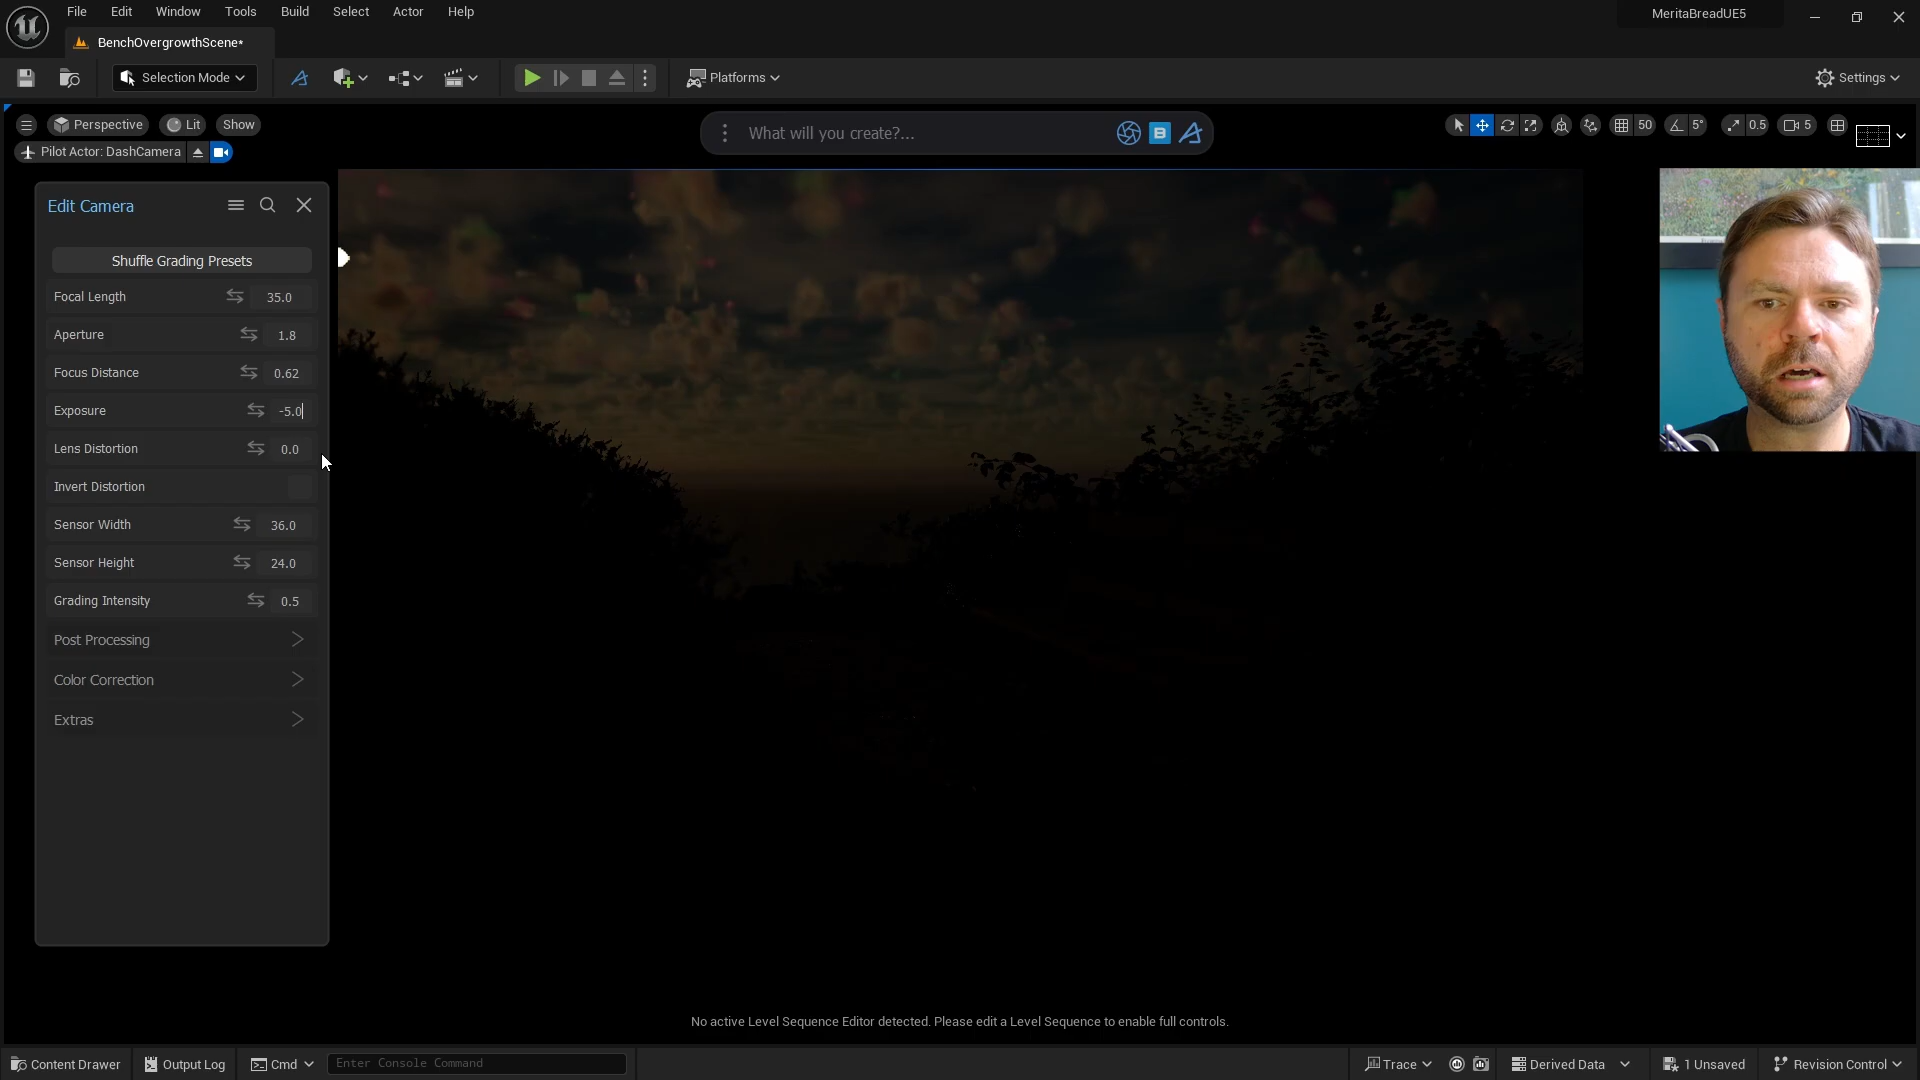 File Edit Window Tools Build Select Actor Help
MeritaBreadUE5
BenchOvergrowthScene*
Selection Mode
Platforms
Settings
Perspective Lit Show
What will you create?...
50 5° 0.5 5
Pilot Actor: DashCamera
Edit Camera
Shuffle Grading Presets
Focal Length 35.0
Aperture 1.8
Focus Distance 0.62
Exposure -5.0
Lens Distortion 0.0
Invert Distortion
Sensor Width 36.0
Sensor Height 24.0
Grading Intensity 0.5
Post Processing
Color Correction
Extras
No active Level Sequence Editor detected. Please edit a Level Sequence to enable full controls.
Content Drawer Output Log Cmd Enter Console Command Trace Derived Data 1 Unsaved Revision Control